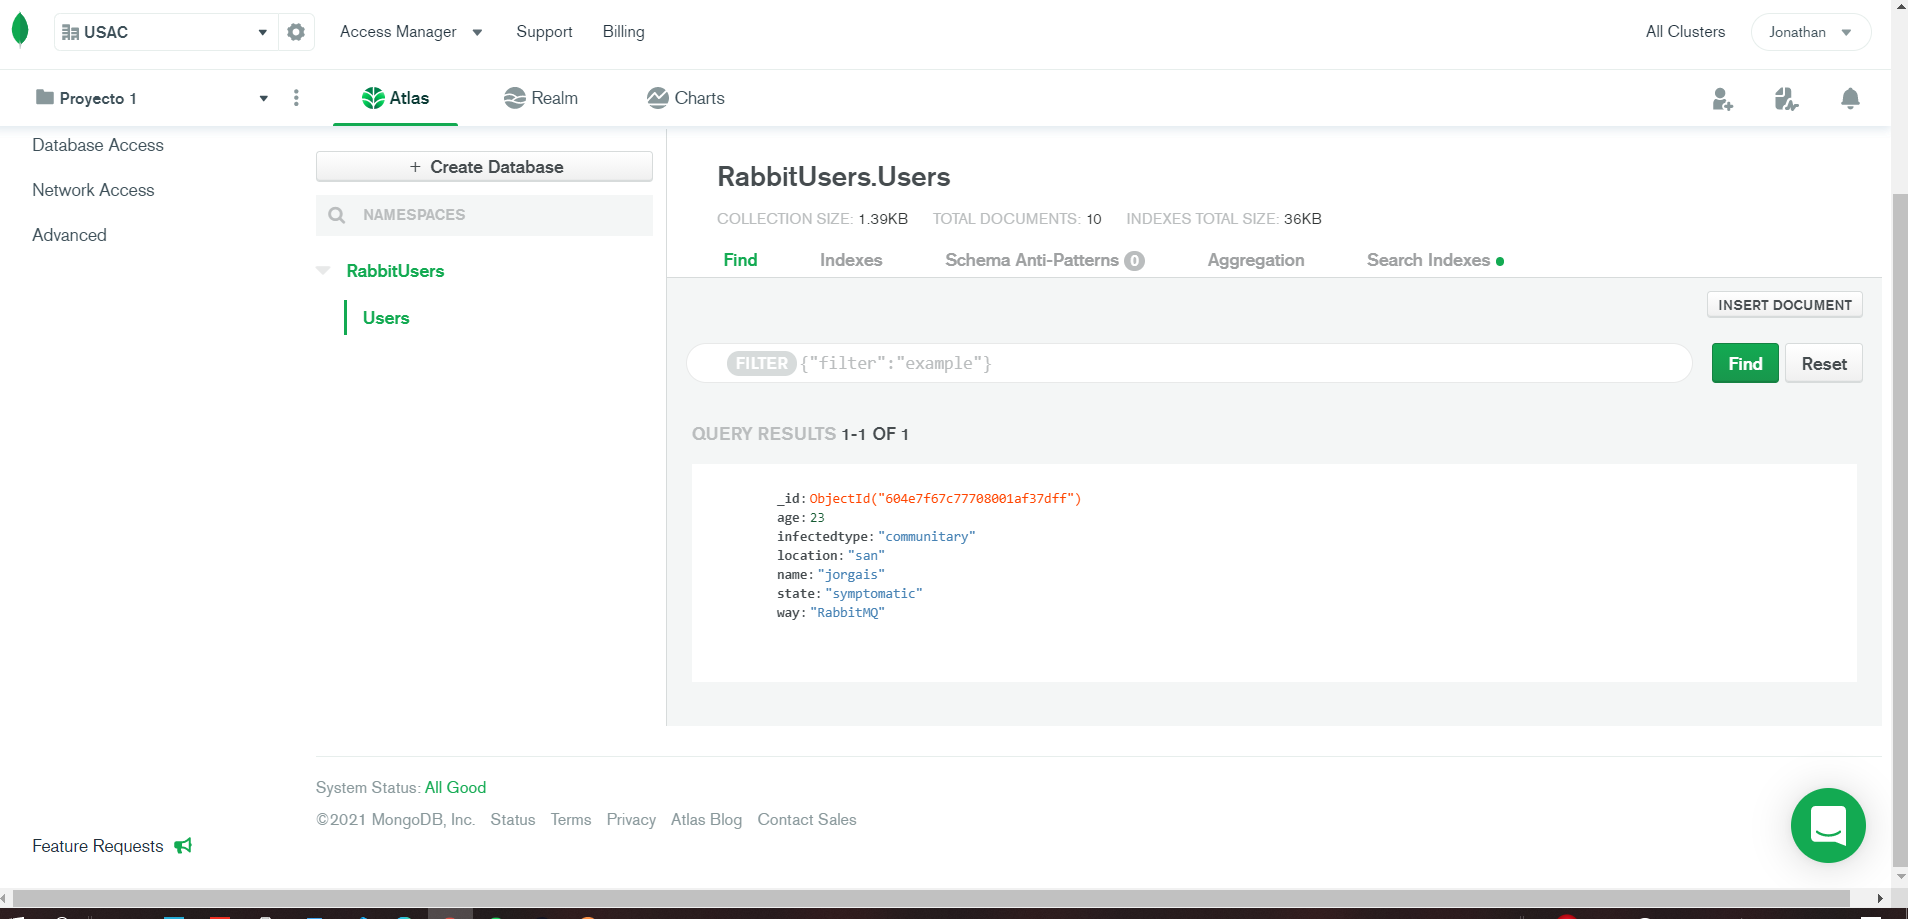 USAC
Access Manager
Support
Billing
All Clusters
Jonathan
Proyecto 1
Atlas
Realm
Charts
Database Access
Network Access
Advanced
+ Create Database
NAMESPACES
RabbitUsers
Users
RabbitUsers.Users
COLLECTION SIZE: 1.39KB TOTAL DOCUMENTS: 10 INDEXES TOTAL SIZE: 36KB
Find
Indexes
Schema Anti-Patterns 0
Aggregation
Search Indexes
INSERT DOCUMENT
FILTER {"filter":"example"}
Find
Reset
QUERY RESULTS 1-1 OF 1
_id: ObjectId("604e7f67c77708001af37dff")
age: 23
infectedtype: "communitary"
location: "san"
name: "jorgais"
state: "symptomatic"
way: "RabbitMQ"
System Status: All Good
©2021 MongoDB, Inc. Status Terms Privacy Atlas Blog Contact Sales
Feature Requests